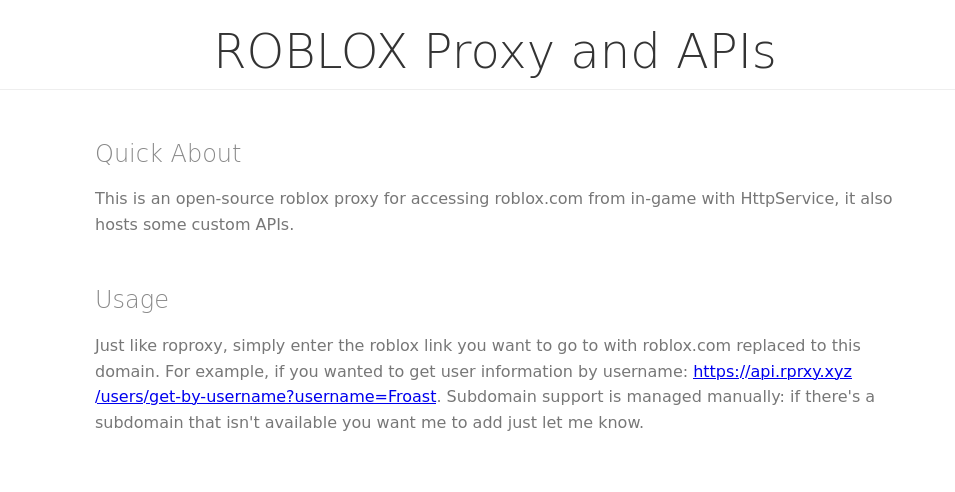 ROBLOX Proxy and APIs
Quick About
This is an open-source roblox proxy for accessing roblox.com from in-game with HttpService, it also
hosts some custom APIs.
Usage
Just like roproxy, simply enter the roblox link you want to go to with roblox.com replaced to this
domain. For example, if you wanted to get user information by username: https://api.rprxy.xyz
/users/get-by-username?username=Froast. Subdomain support is managed manually: if there's a
subdomain that isn't available you want me to add just let me know.